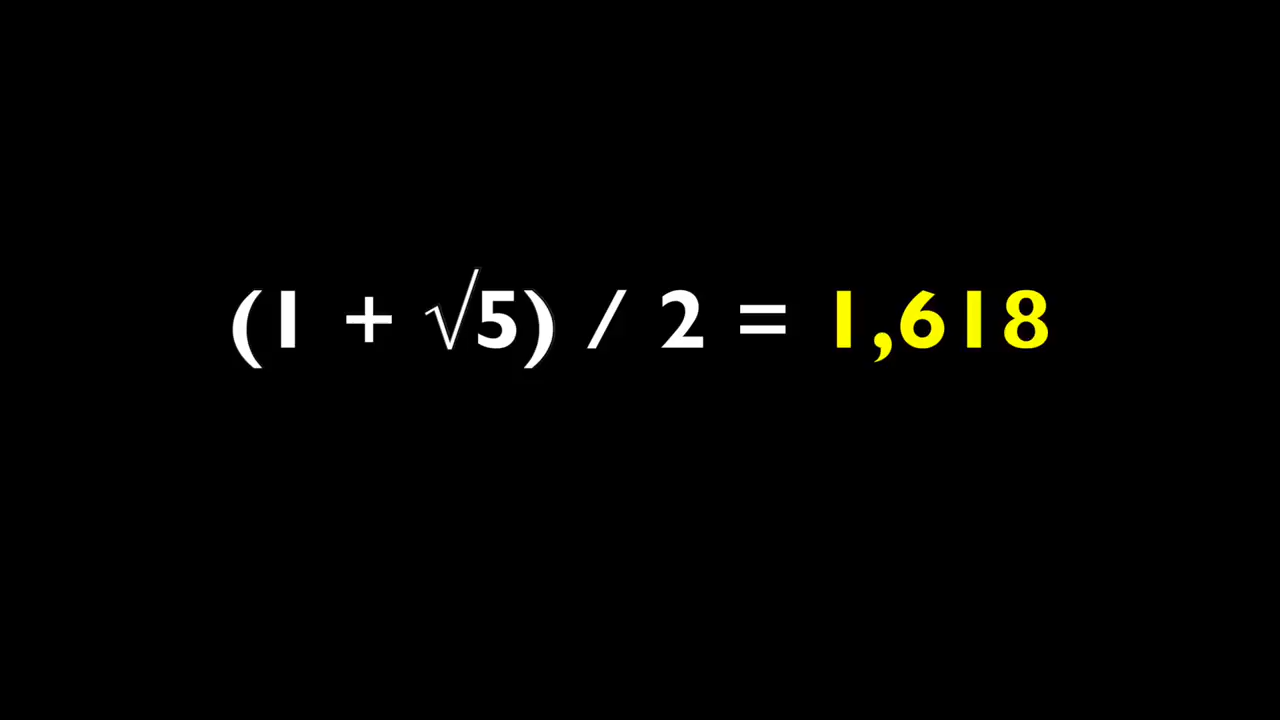 (1 + √5) / 2 = 1,618